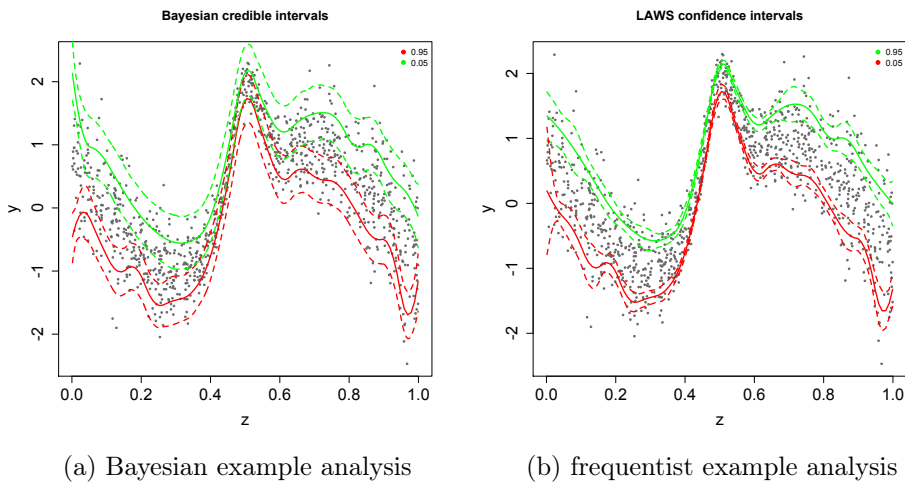 Bayesian credible intervals
0.95
0.05
y
2
1
0
-1
-2
0.0 0.2 0.4 0.6 0.8 1.0
z
(a) Bayesian example analysis
LAWS confidence intervals
0.95
0.05
y
2
1
0
-1
-2
0.0 0.2 0.4 0.6 0.8 1.0
z
(b) frequentist example analysis